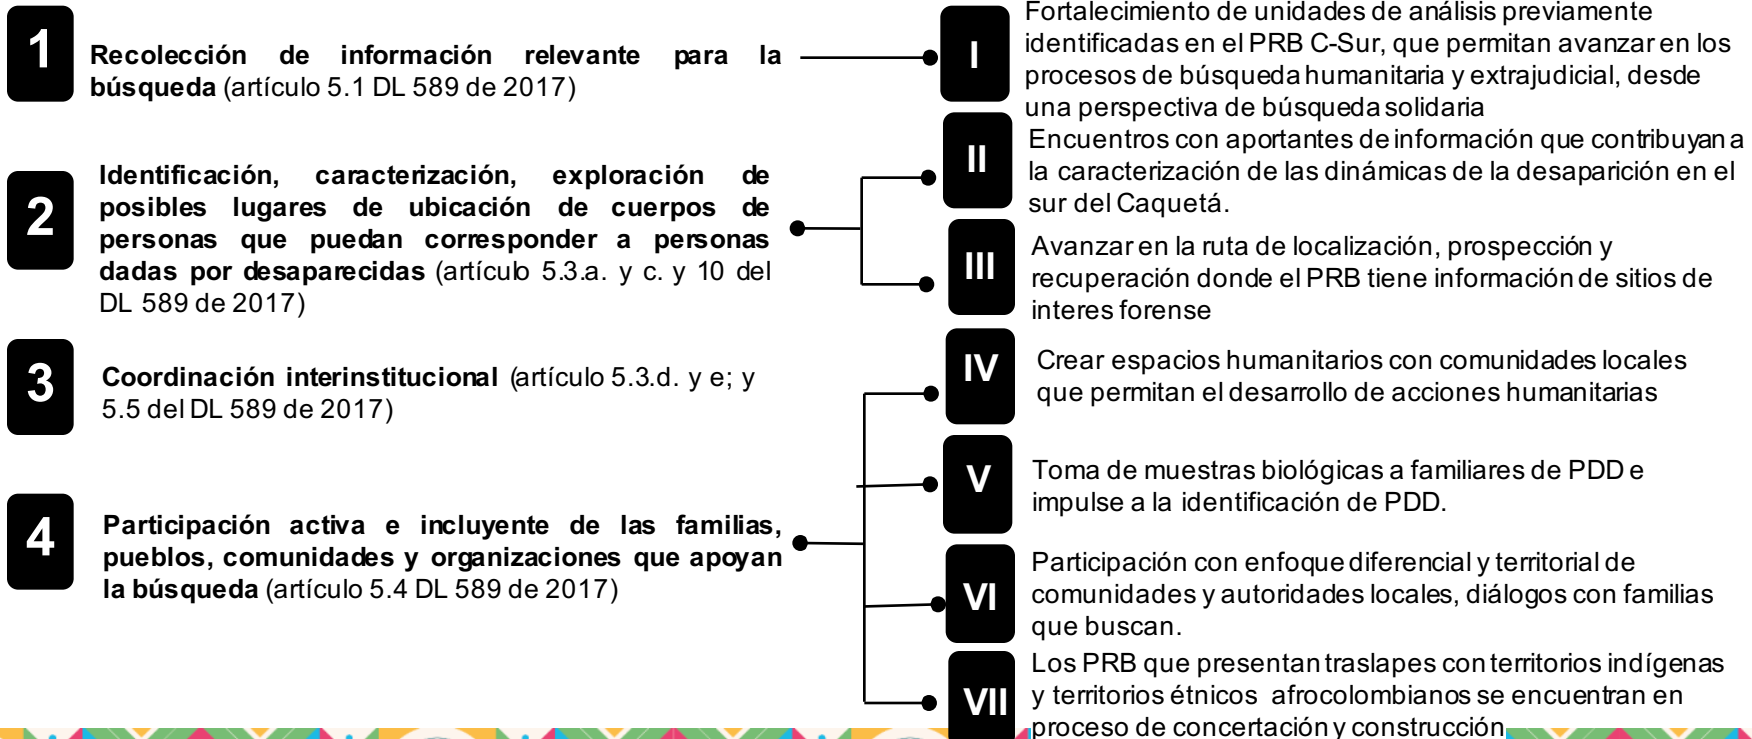 1
Recolección de información relevante para la
búsqueda (artículo 5.1 DL 589 de 2017)
2
Identificación, caracterización, exploración de
posibles lugares de ubicación de cuerpos de
personas que puedan corresponder a personas
dadas por desaparecidas (artículo 5.3.a. y c. y 10 del
DL 589 de 2017)
3
Coordinación interinstitucional (artículo 5.3.d. y e; y
5.5 del DL 589 de 2017)
4
Participación activa e incluyente de las familias,
pueblos, comunidades y organizaciones que apoyan
la búsqueda (artículo 5.4 DL 589 de 2017)
I
Fortalecimiento de unidades de análisis previamente
identificadas en el PRB C-Sur, que permitan avanzar en los
procesos de búsqueda humanitaria y extrajudicial, desde
una perspectiva de búsqueda solidaria
II
Encuentros con aportantes de información que contribuyan a
la caracterización de las dinámicas de la desaparición en el
sur del Caquetá.
III
Avanzar en la ruta de localización, prospección y
recuperación donde el PRB tiene información de sitios de
interes forense
IV
Crear espacios humanitarios con comunidades locales
que permitan el desarrollo de acciones humanitarias
V
Toma de muestras biológicas a familiares de PDD e
impulse a la identificación de PDD.
VI
Participación con enfoque diferencial y territorial de
comunidades y autoridades locales, diálogos con familias
que buscan.
VII
Los PRB que presentan traslapes con territorios indígenas
y territorios étnicos afrocolombianos se encuentran en
proceso de concertación y construcción